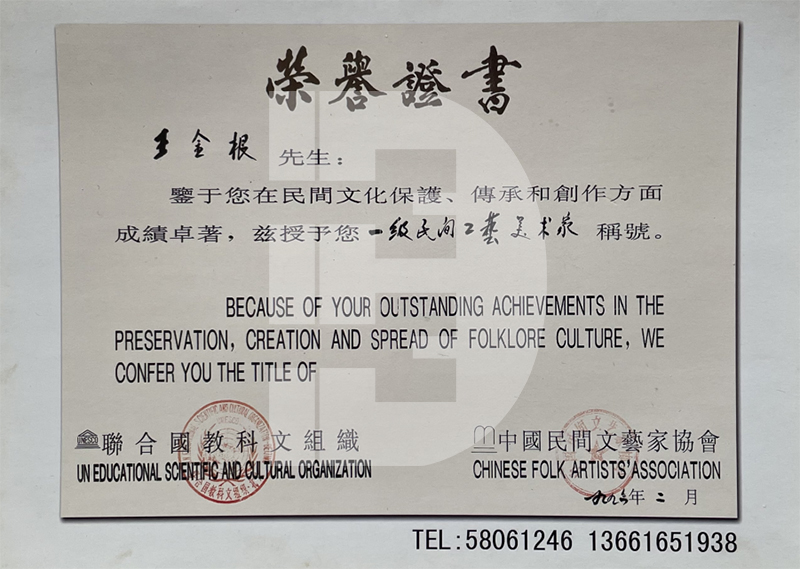 榮譽證書
王金根 先生：
鑒于您在民間文化保護、傳承和創作方面
成績卓著，兹授予您 一级民间工藝美术家 稱號。
BECAUSE OF YOUR OUTSTANDING ACHIEVEMENTS IN THE
PRESERVATION, CREATION AND SPREAD OF FOLKLORE CULTURE, WE
CONFER YOU THE TITLE OF
聯合國教科文組織
UN EDUCATIONAL SCIENTIFIC AND CULTURAL ORGANIZATION
中國民間文藝家協會
CHINESE FOLK ARTISTS'ASSOCIATION
年二月
TEL:58061246 13661651938